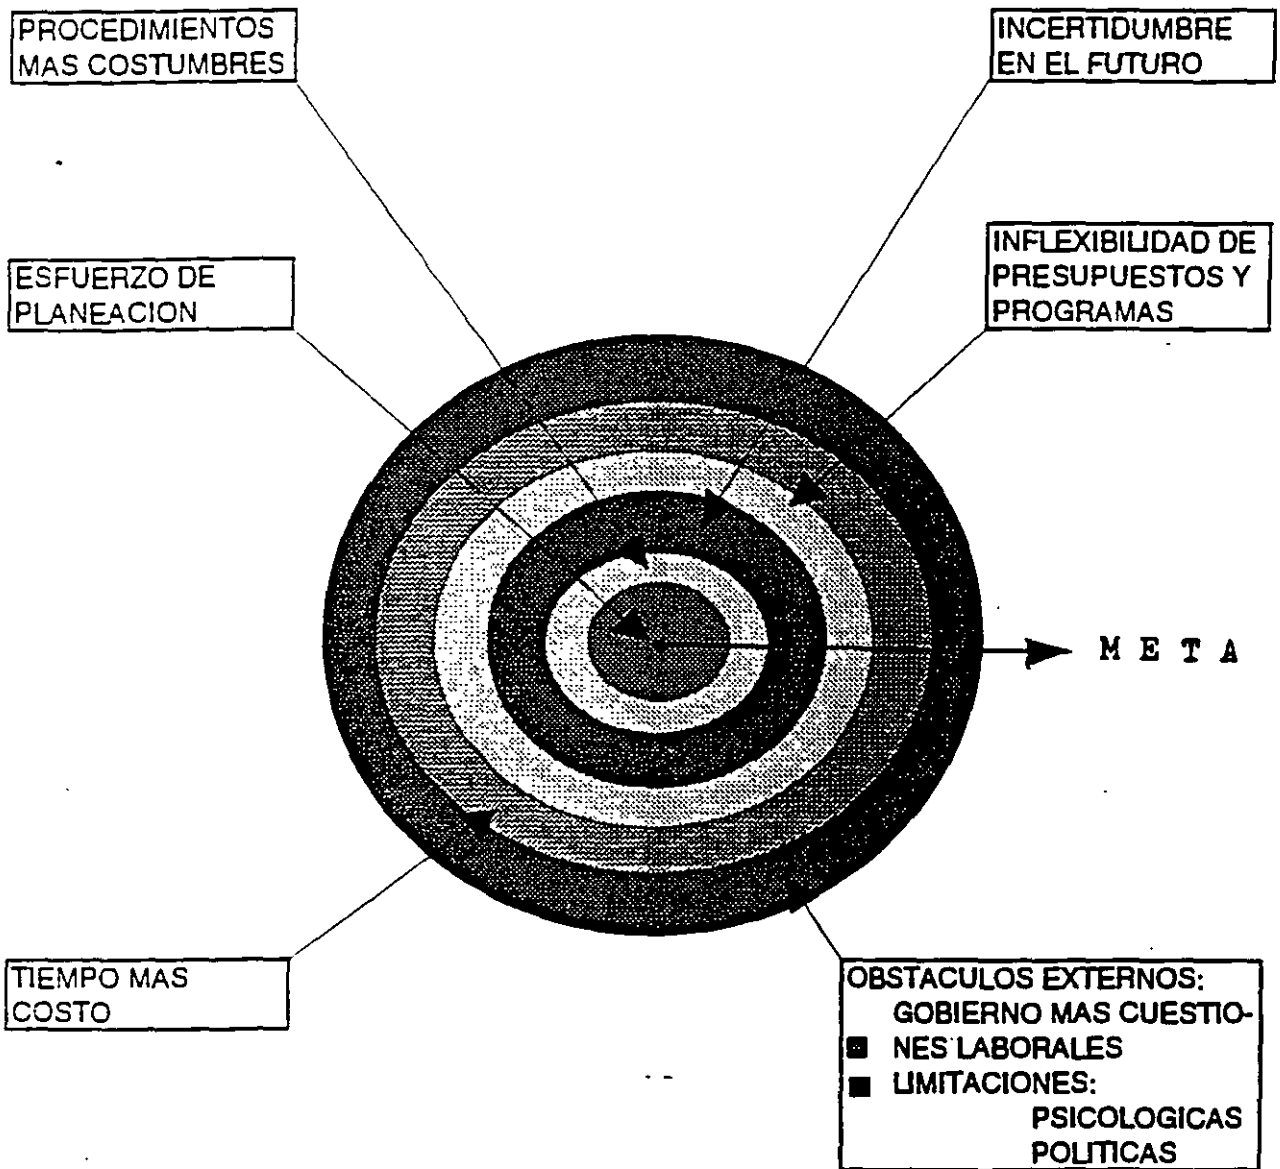 PROCEDIMIENTOS
MAS COSTUMBRES
INCERTIDUMBRE
EN EL FUTURO
ESFUERZO DE
PLANEACION
INFLEXIBILIDAD DE
PRESUPUESTOS Y
PROGRAMAS
M E T A
TIEMPO MAS
COSTO
OBSTACULOS EXTERNOS:
GOBIERNO MAS CUESTIO-
NES LABORALES
LIMITACIONES:
PSICOLOGICAS
POLITICAS